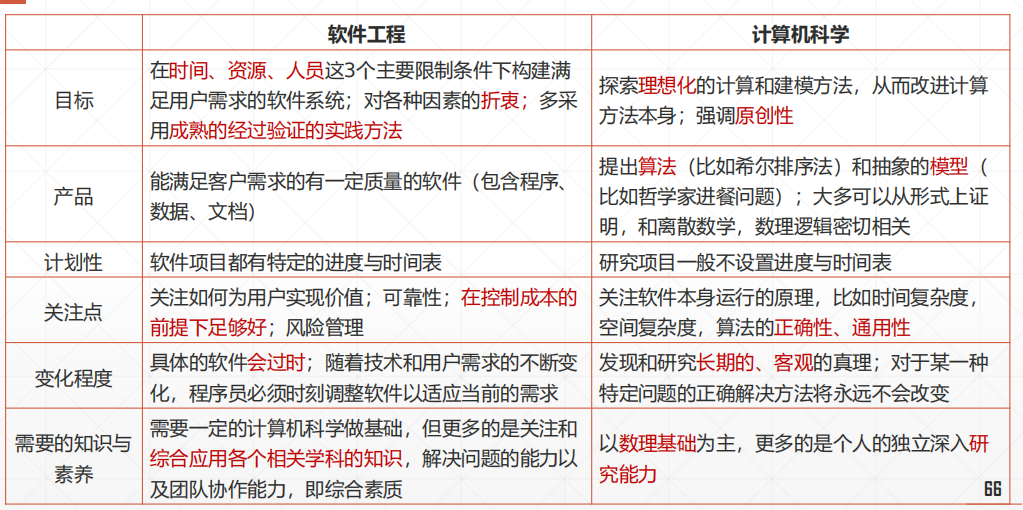 软件工程
计算机科学
目标
在时间、资源、人员这3个主要限制条件下构建满
足用户需求的软件系统；对各种因素的折衷；多采
用成熟的经过验证的实践方法
探索理想化的计算和建模方法，从而改进计算
方法本身；强调原创性
产品
能满足客户需求的有一定质量的软件（包含程序、
数据、文档）
提出算法（比如希尔排序法）和抽象的模型（
比如哲学家进餐问题）；大多可以从形式上证
明，和离散数学，数理逻辑密切相关
计划性
软件项目都有特定的进度与时间表
研究项目一般不设置进度与时间表
关注点
关注如何为用户实现价值；可靠性；在控制成本的
前提下足够好；风险管理
关注软件本身运行的原理，比如时间复杂度，
空间复杂度，算法的正确性、通用性
变化程度
具体的软件会过时；随着技术和用户需求的不断变
化，程序员必须时刻调整软件以适应当前的需求
发现和研究长期的、客观的真理；对于某一种
特定问题的正确解决方法将永远不会改变
需要的知识与
素养
需要一定的计算机科学做基础，但更多的是关注和
综合应用各个相关学科的知识，解决问题的能力以
及团队协作能力，即综合素质
以数理基础为主，更多的是个人的独立深入研
究能力
66